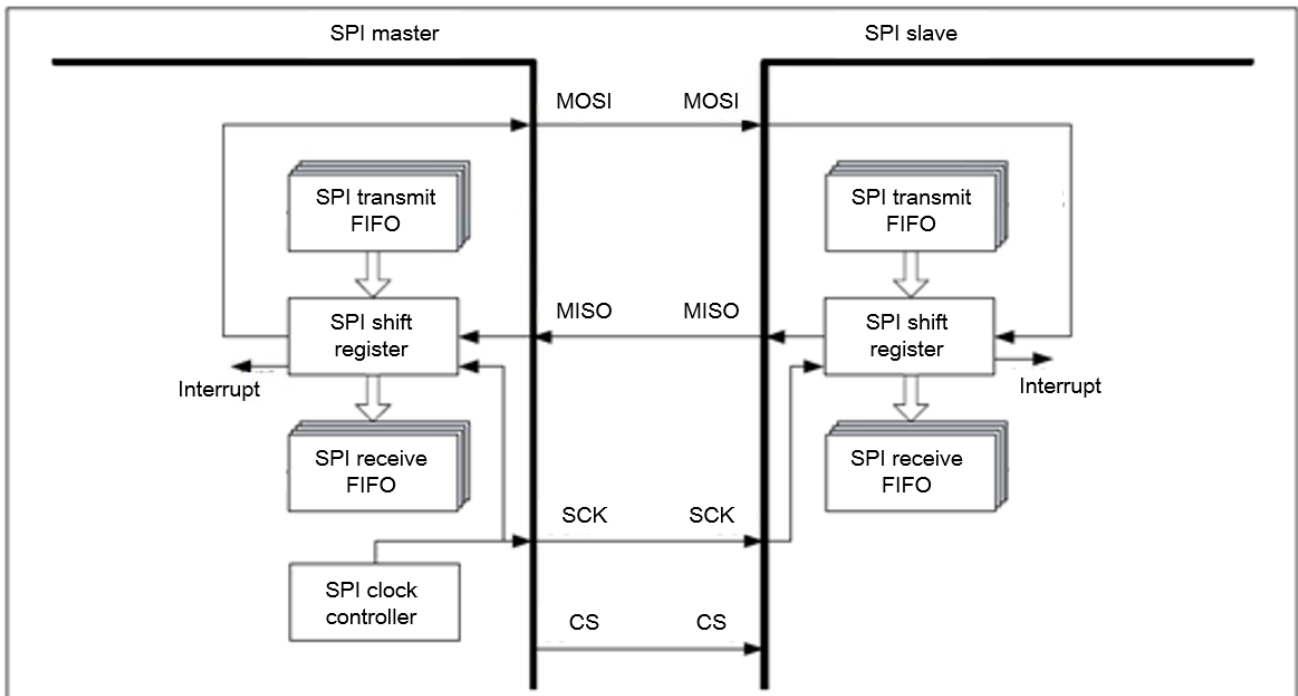 SPI master
SPI slave
MOSI
MOSI
SPI transmit
FIFO
SPI transmit
FIFO
SPI shift
register
MISO
MISO
SPI shift
register
Interrupt
Interrupt
SPI receive
FIFO
SPI receive
FIFO
SCK
SCK
SPI clock
controller
CS
CS